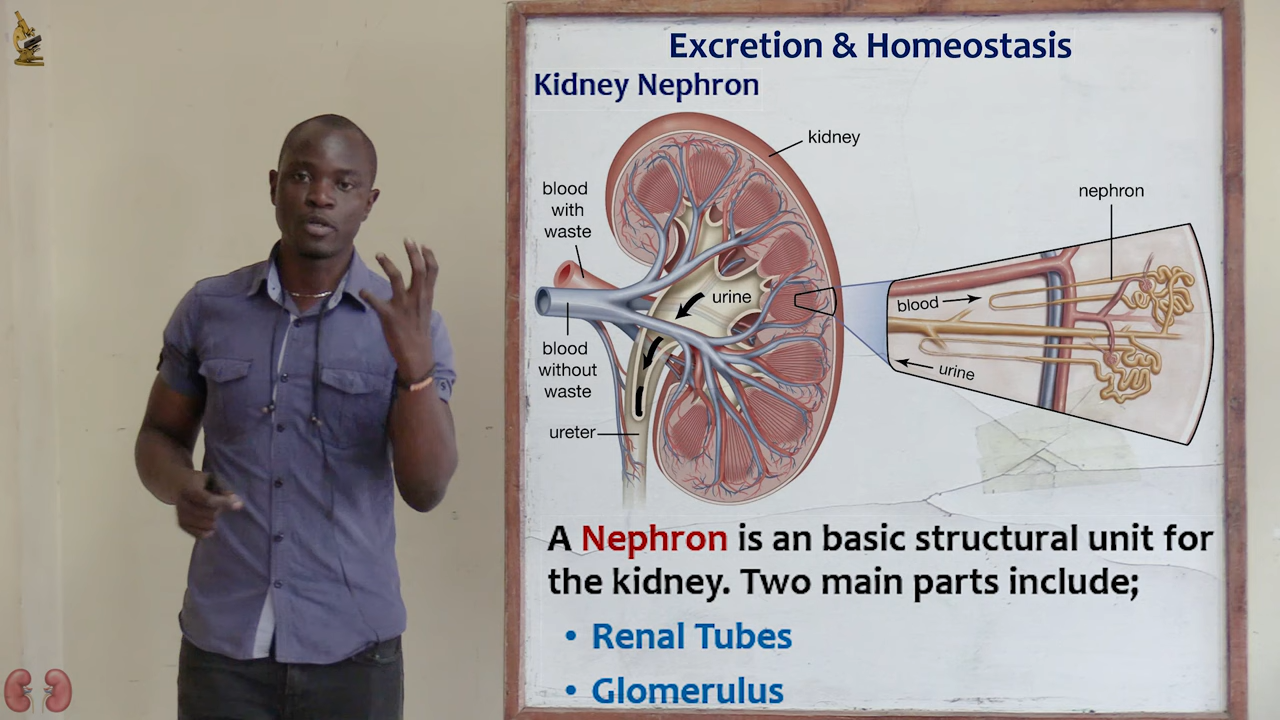 Excretion & Homeostasis
Kidney Nephron
kidney
blood
with
waste
nephron
urine
blood
blood
without
waste
urine
ureter
A Nephron is an basic structural unit for
the kidney. Two main parts include;
• Renal Tubes
• Glomerulus